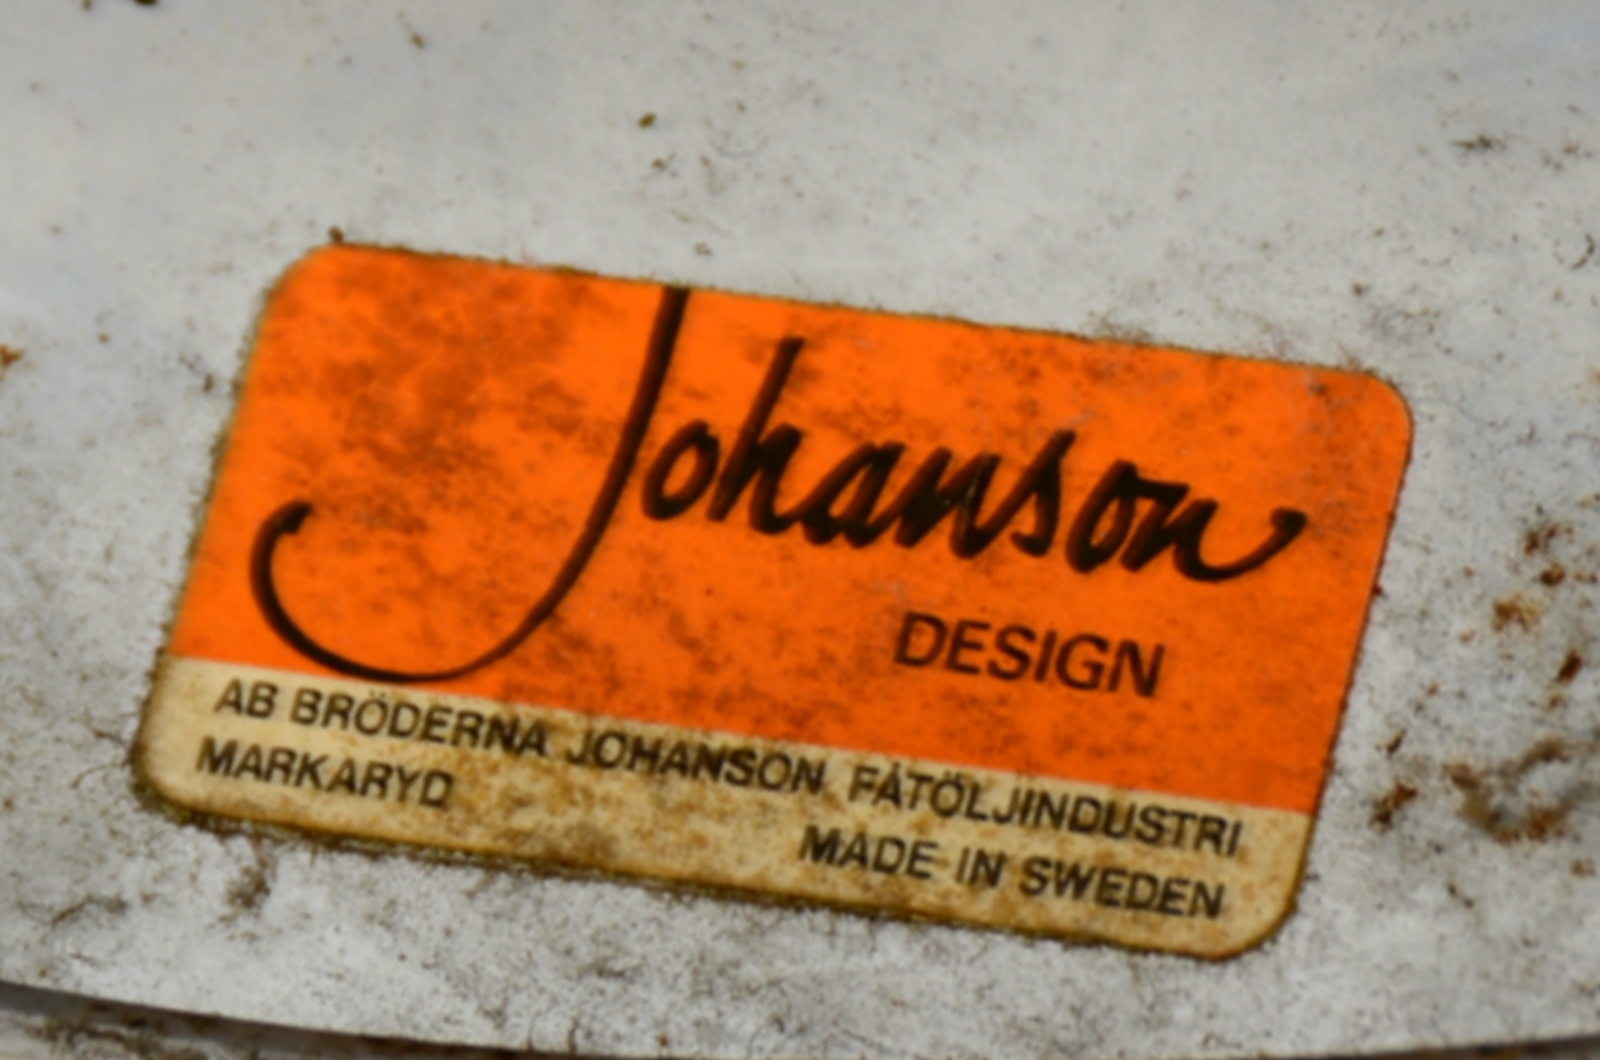 Johanson
DESIGN
AB BRÖDERNA JOHANSON FÅTÖLJINDUSTRI
MARKARYD
MADE IN SWEDEN